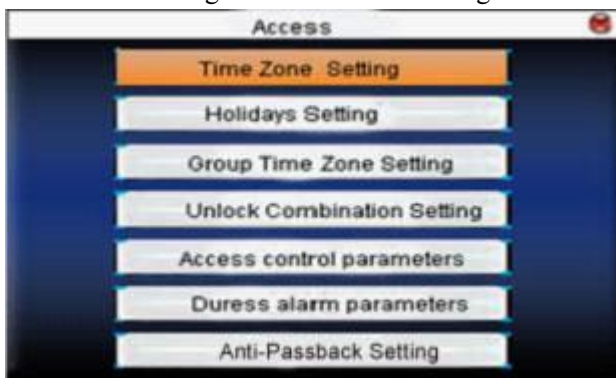 Access
Time Zone Setting
Holidays Setting
Group Time Zone Setting
Unlock Combination Setting
Access control parameters
Duress alarm parameters
Anti-Passback Setting